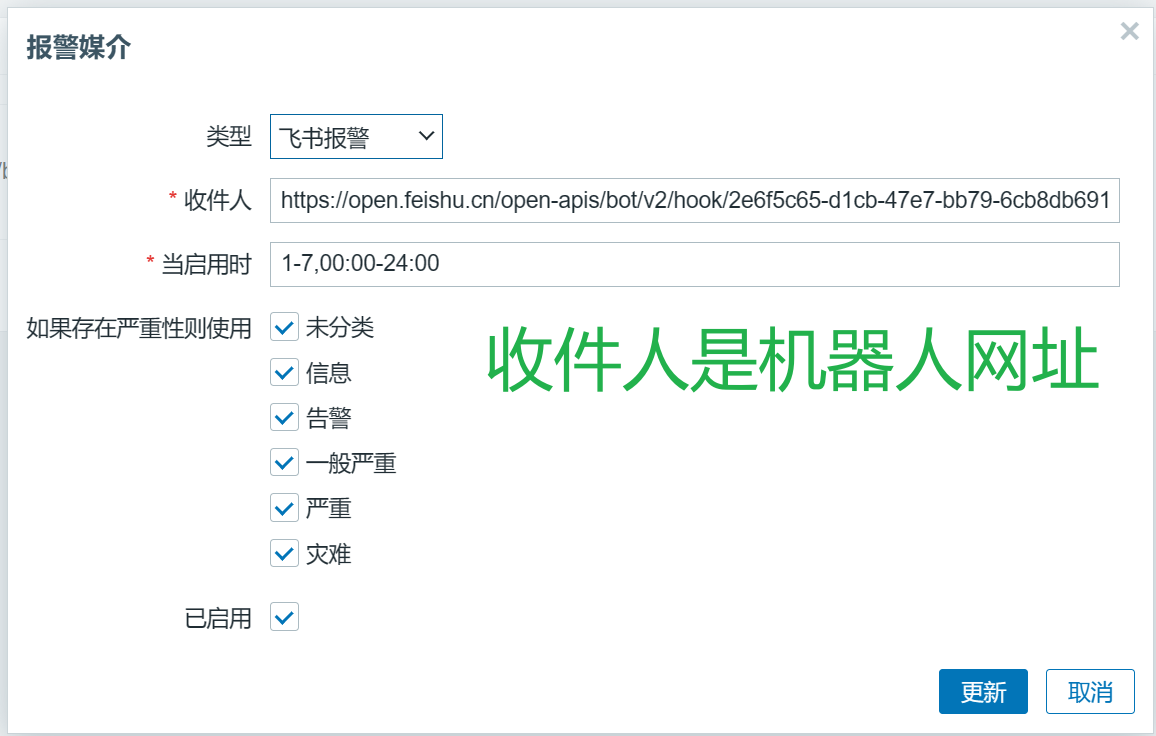 报警媒介
类型 飞书报警
* 收件人 https://open.feishu.cn/open-apis/bot/v2/hook/2e6f5c65-d1cb-47e7-bb79-6cb8db691
* 当启用时 1-7,00:00-24:00
如果存在严重性则使用 未分类
信息
告警
一般严重
严重
灾难
收件人是机器人网址
已启用
更新 取消